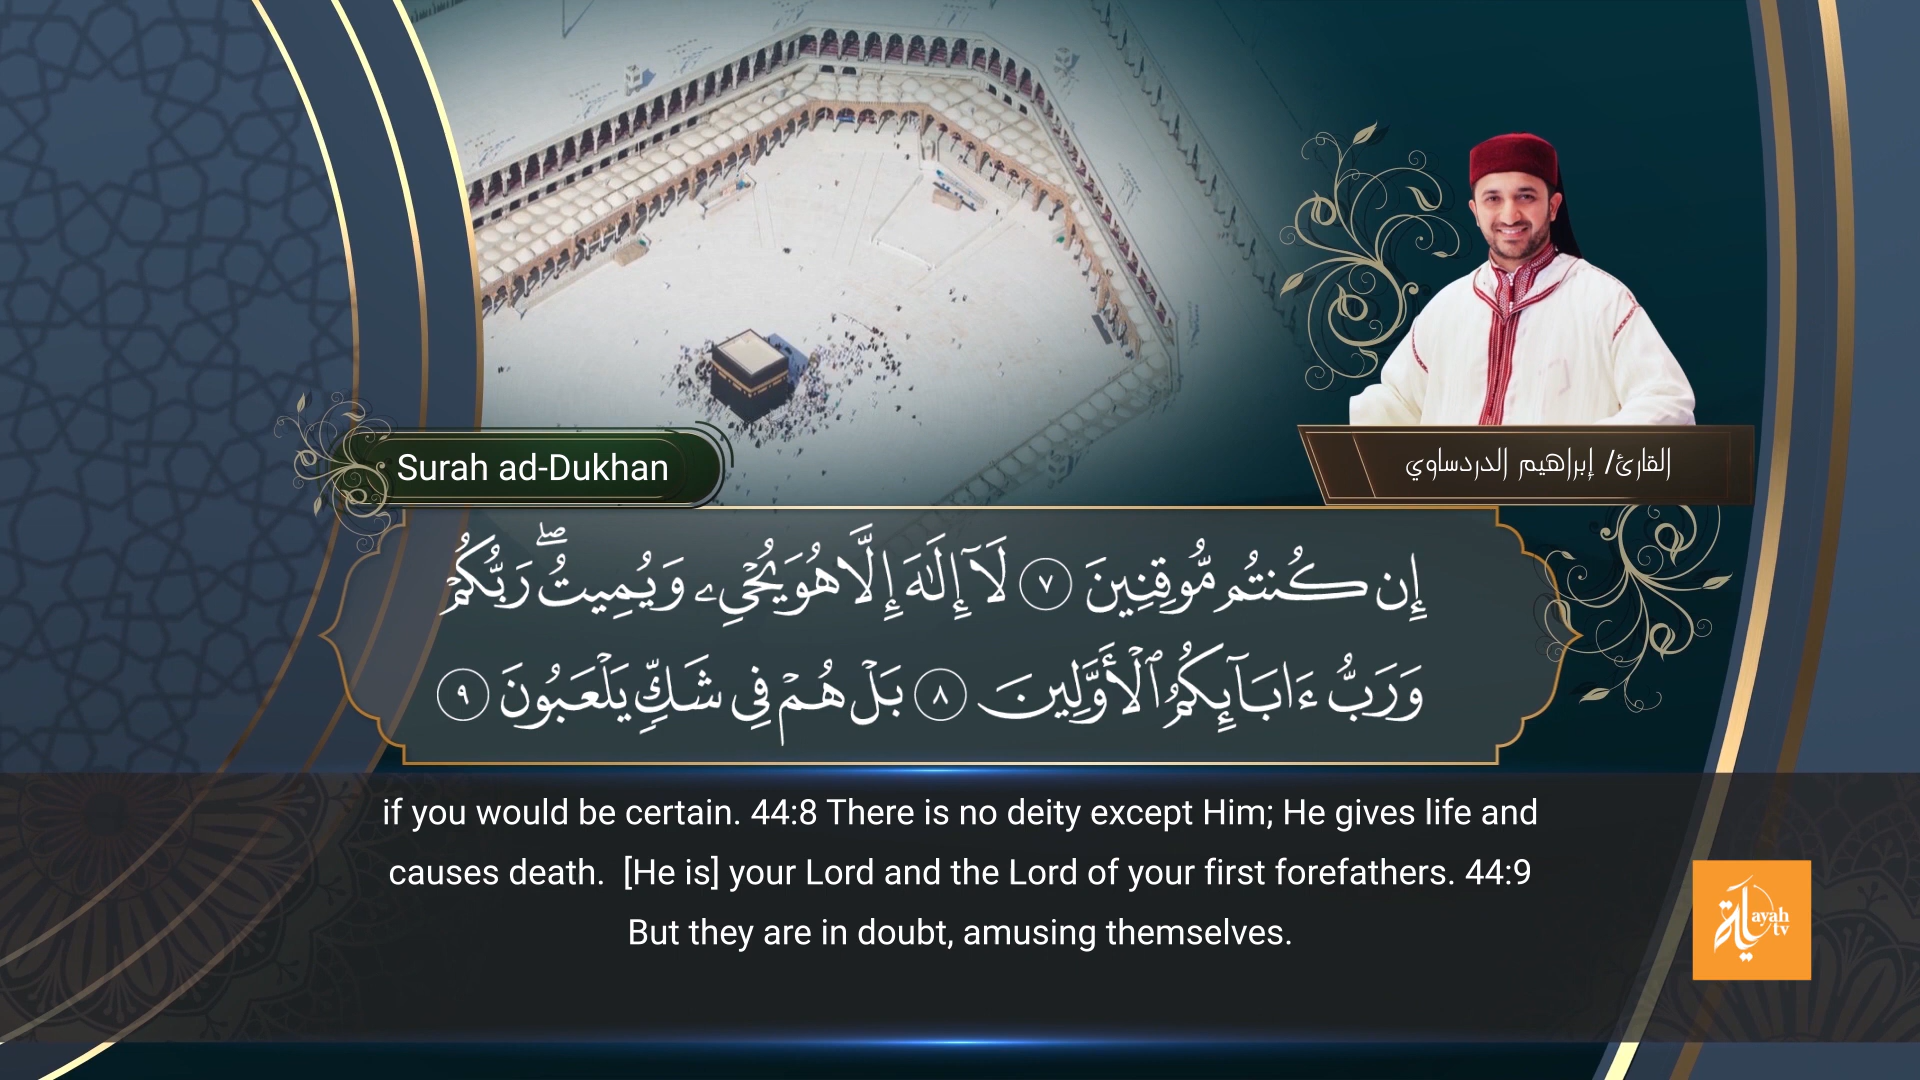 Surah ad-Dukhan
القارئ/ إبراهيم الدردساوي
إِن كُنتُم مُّوقِنِينَ ٧ لَآ إِلَٰهَ إِلَّا هُوَ يُحْيِۦ وَيُمِيتُ ۖ رَبُّكُمْ
وَرَبُّ ءَابَآئِكُمُ ٱلْأَوَّلِينَ ٨ بَلْ هُمْ فِى شَكٍّ يَلْعَبُونَ ٩
if you would be certain. 44:8 There is no deity except Him; He gives life and
causes death.  [He is] your Lord and the Lord of your first forefathers. 44:9
But they are in doubt, amusing themselves.
آية
ayah
tv